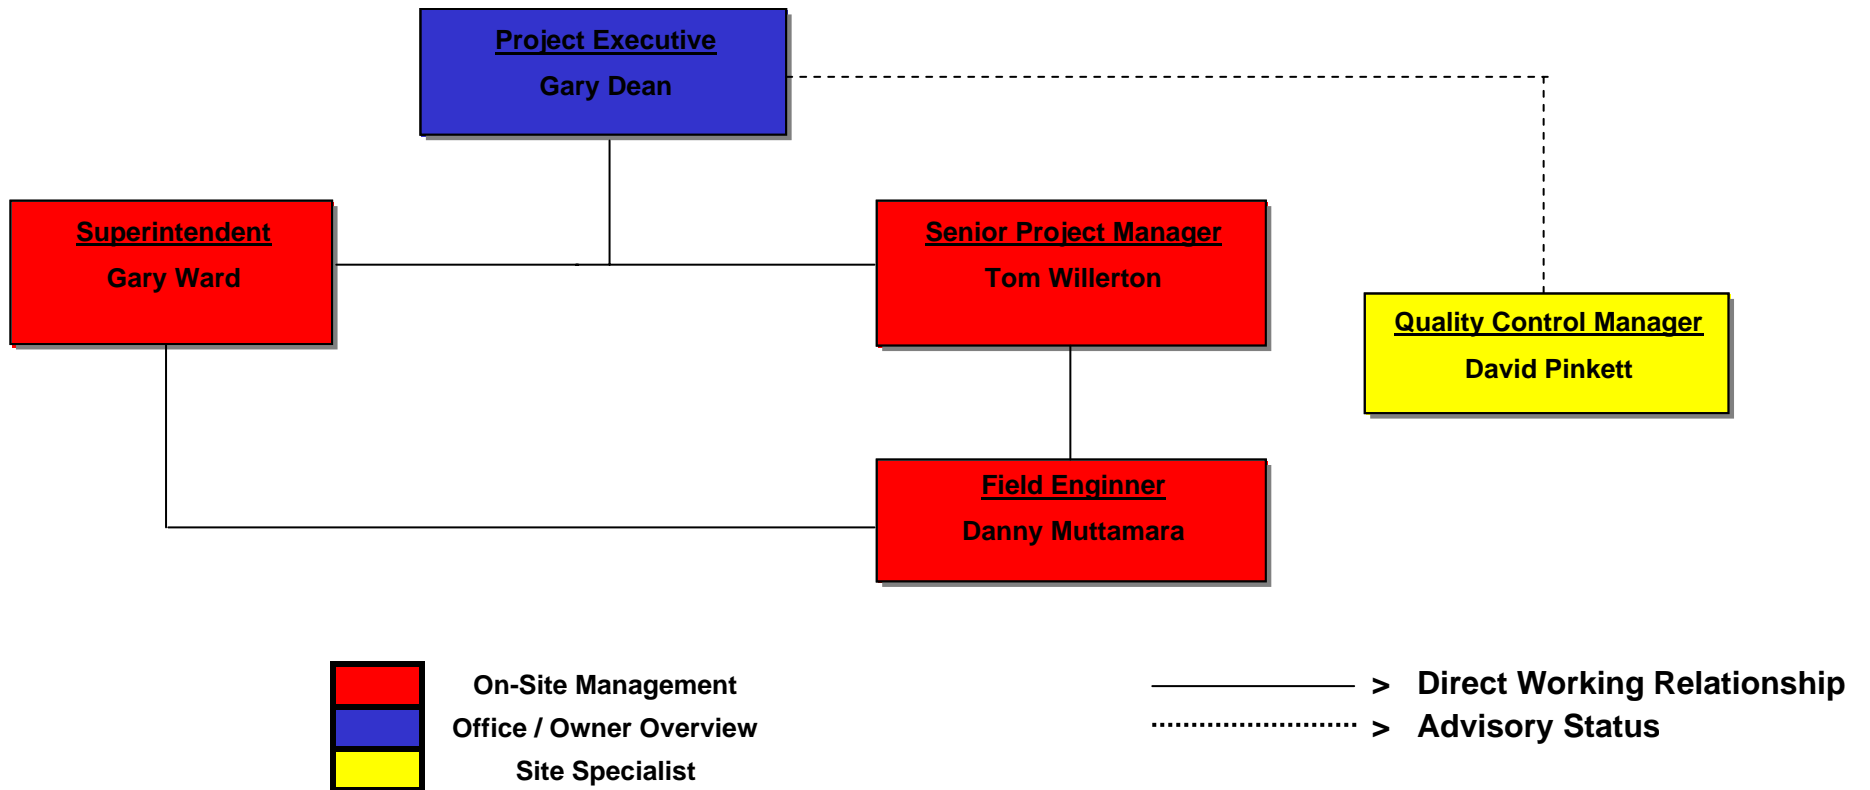 Project Executive
Gary Dean
Superintendent
Gary Ward
Senior Project Manager
Tom Willerton
Quality Control Manager
David Pinkett
Field Enginner
Danny Muttamara
On-Site Management
Office / Owner Overview
Site Specialist
> Direct Working Relationship
> Advisory Status